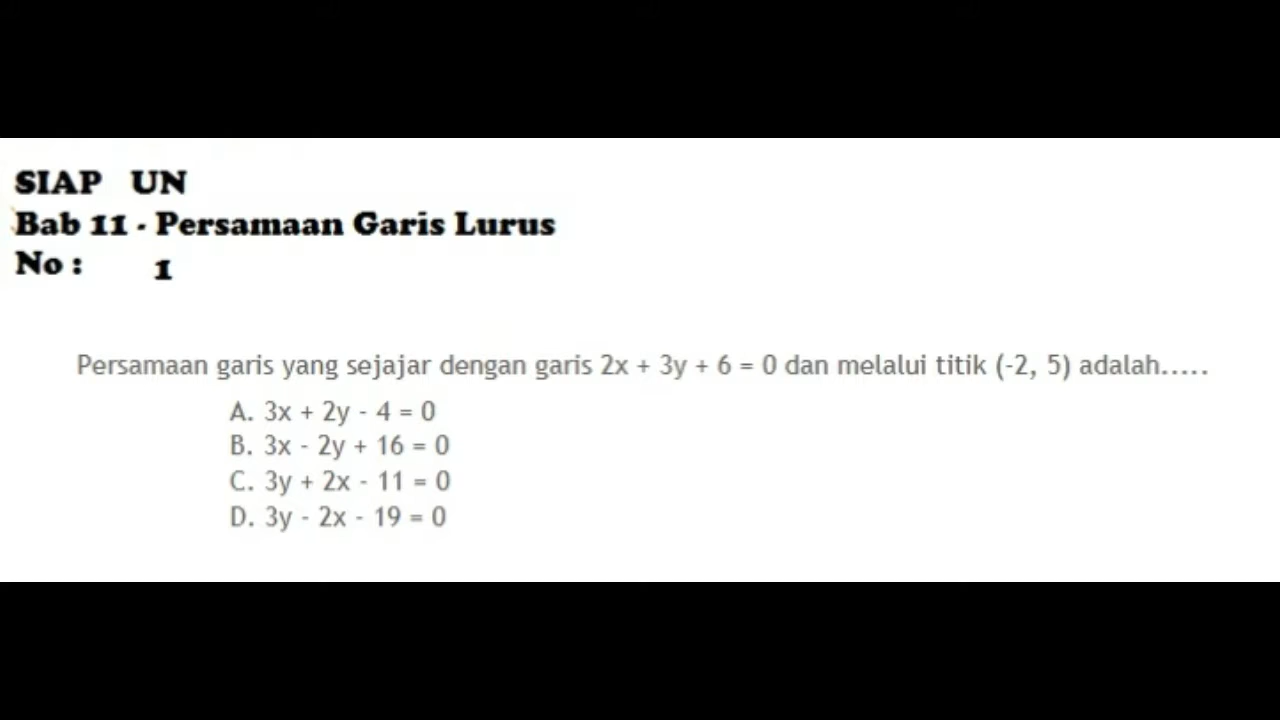 SIAP UN
Bab 11 - Persamaan Garis Lurus
No : 1
Persamaan garis yang sejajar dengan garis 2x + 3y + 6 = 0 dan melalui titik (-2, 5) adalah.....
A. 3x + 2y - 4 = 0
B. 3x - 2y + 16 = 0
C. 3y + 2x - 11 = 0
D. 3y - 2x - 19 = 0